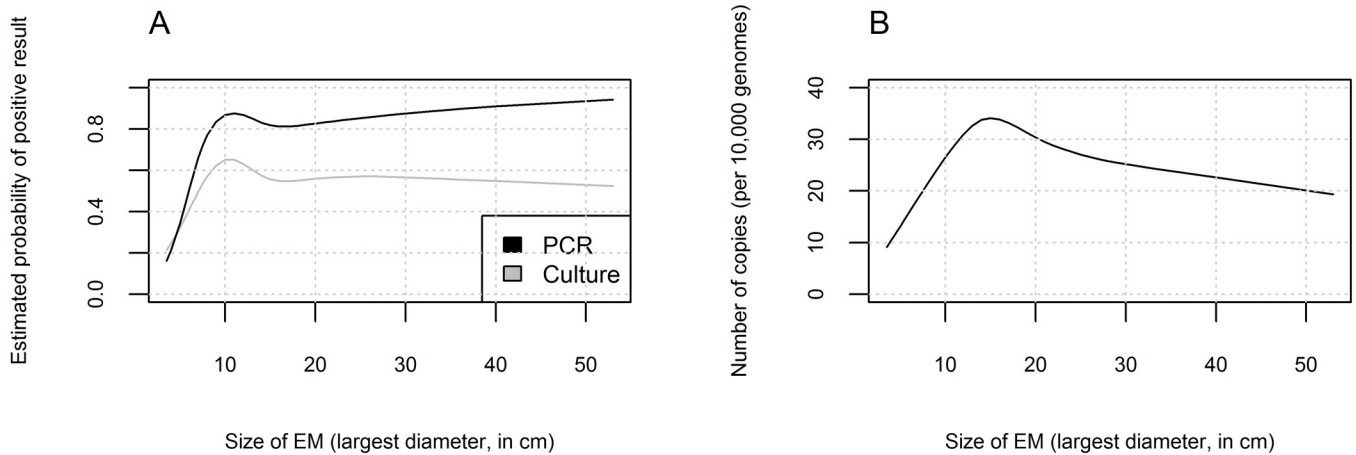 A
Estimated probability of positive result
0.8
0.4
0.0
PCR
Culture
10 20 30 40 50
Size of EM (largest diameter, in cm)
B
Number of copies (per 10,000 genomes)
40
30
20
10
0
10 20 30 40 50
Size of EM (largest diameter, in cm)